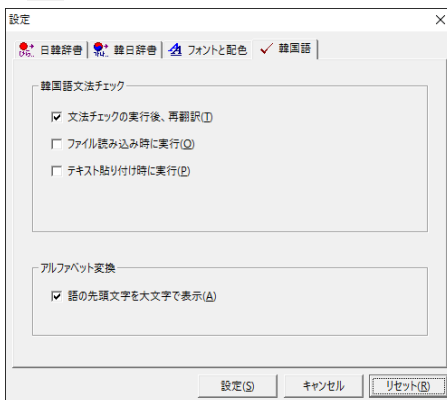 設定
日韓辞書 韓日辞書 フォントと配色 韓国語
韓国語文法チェック
文法チェックの実行後、再翻訳(T)
ファイル読み込み時に実行(O)
テキスト貼り付け時に実行(P)
アルファベット変換
語の先頭文字を大文字で表示(A)
設定(S) キャンセル リセット(R)